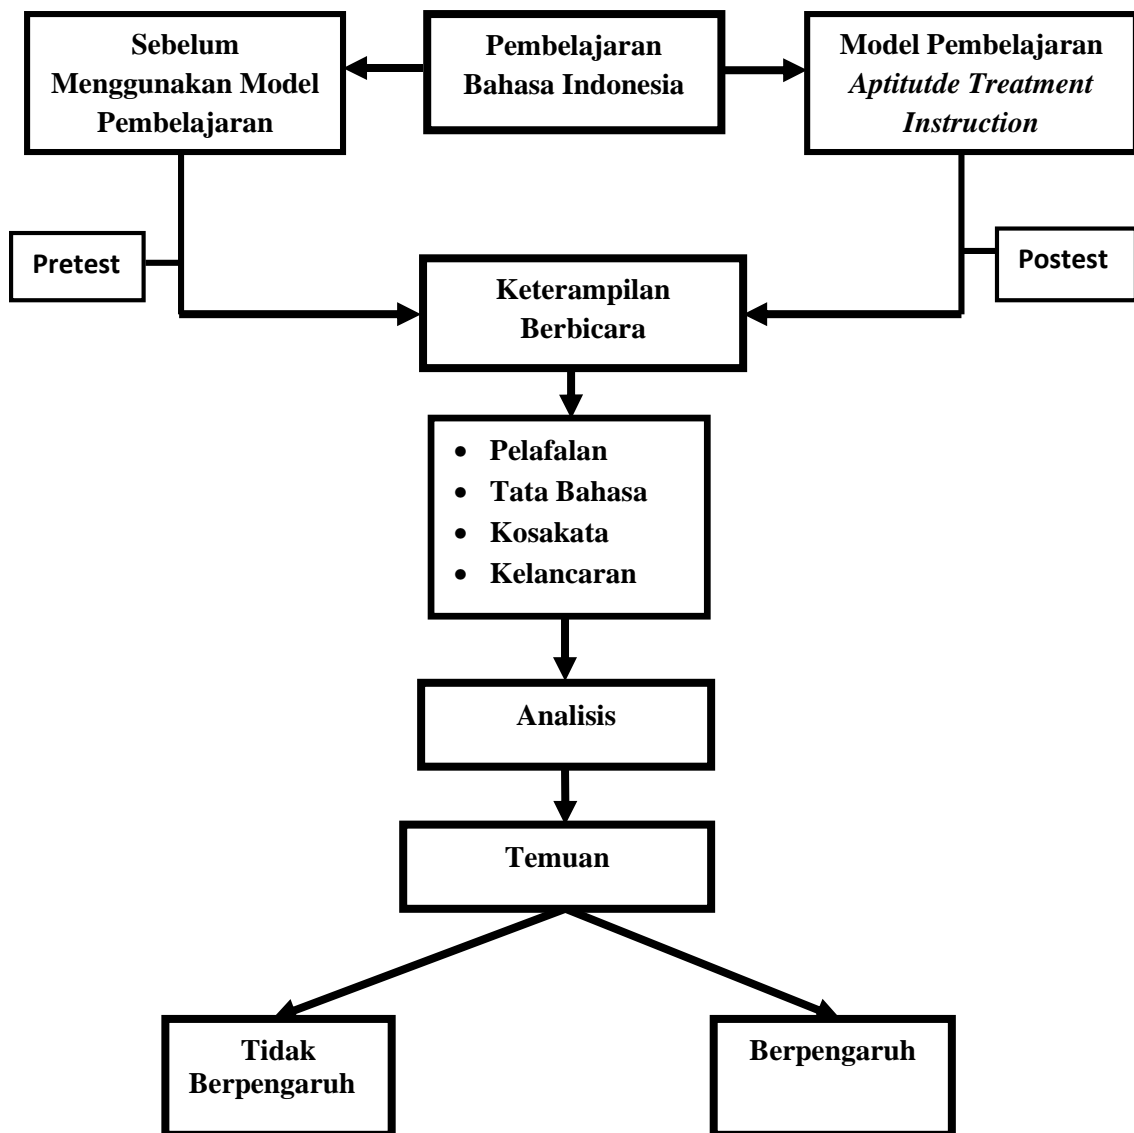 Sebelum
Menggunakan Model
Pembelajaran
Pembelajaran
Bahasa Indonesia
Model Pembelajaran
Aptitutde Treatment
Instruction
Pretest
Postest
Keterampilan
Berbicara
• Pelafalan
• Tata Bahasa
• Kosakata
• Kelancaran
Analisis
Temuan
Tidak
Berpengaruh
Berpengaruh